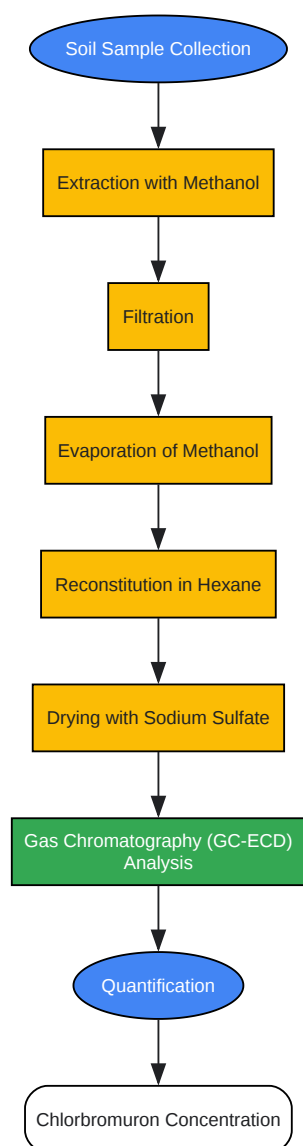 Soil Sample Collection
Extraction with Methanol
Filtration
Evaporation of Methanol
Reconstitution in Hexane
Drying with Sodium Sulfate
Gas Chromatography (GC-ECD)
Analysis
Quantification
Chlorbromuron Concentration